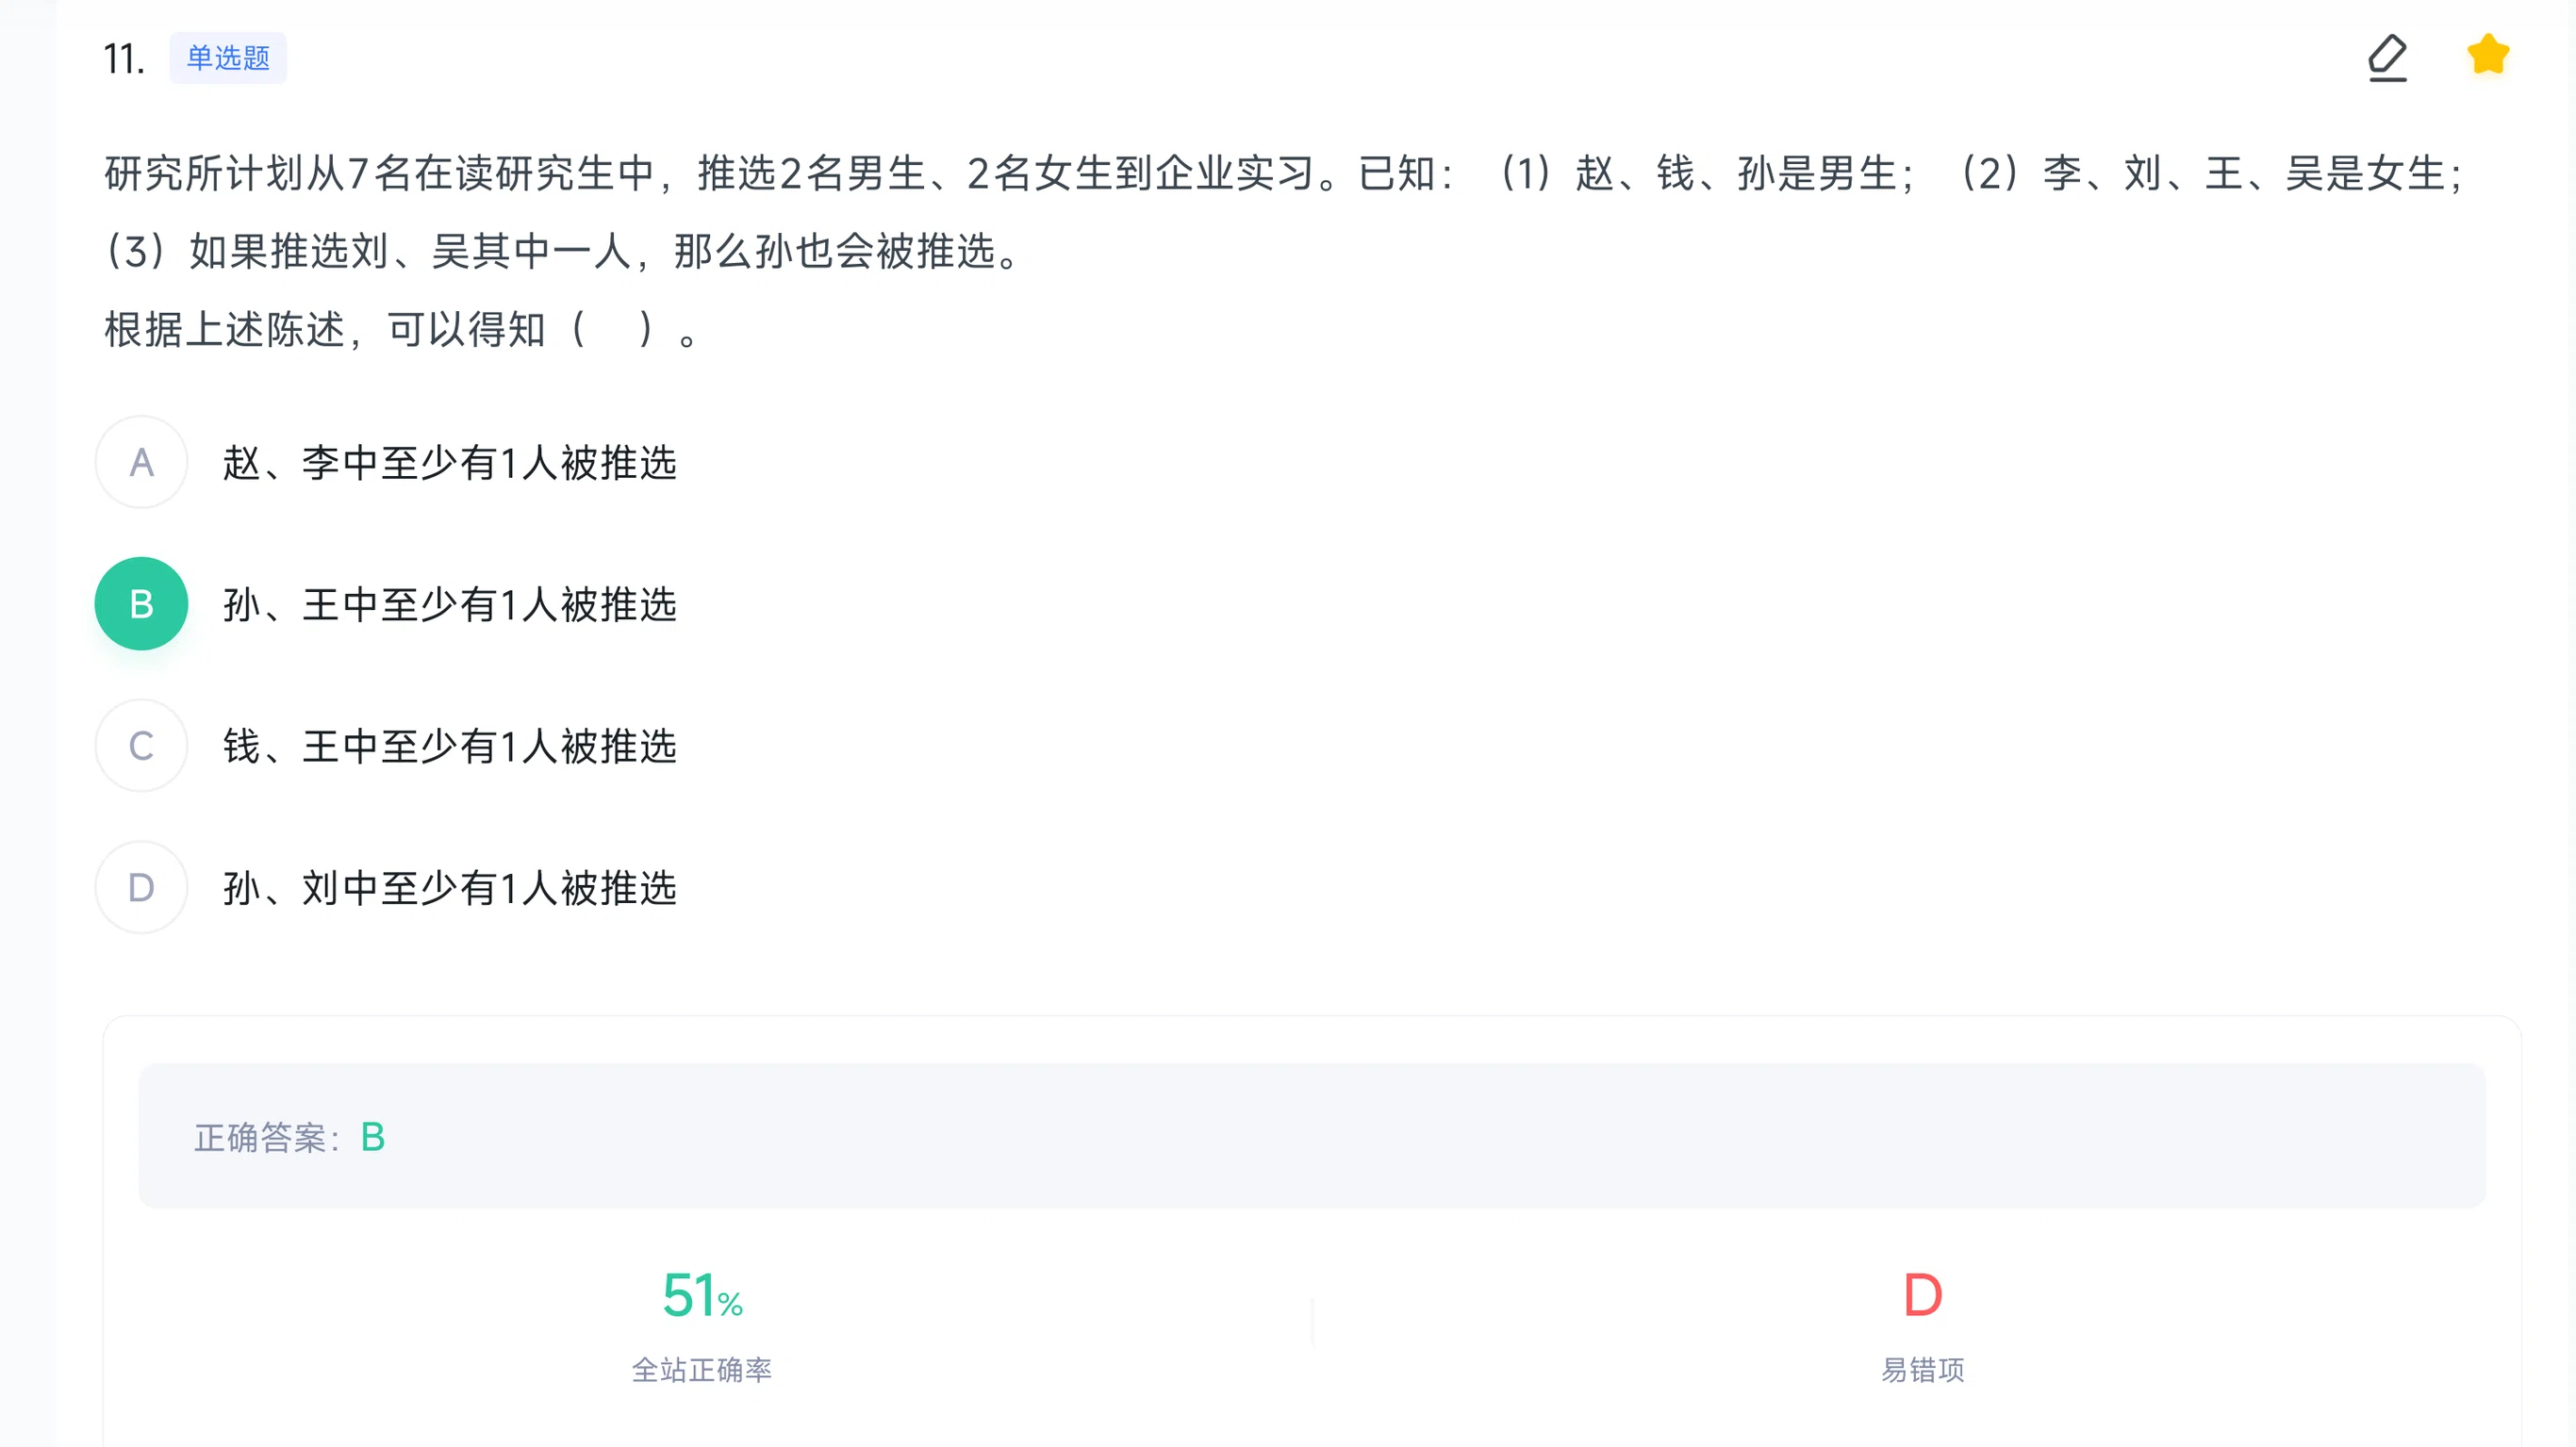 11. 单选题
研究所计划从7名在读研究生中，推选2名男生、2名女生到企业实习。已知：（1）赵、钱、孙是男生；（2）李、刘、王、吴是女生；
（3）如果推选刘、吴其中一人，那么孙也会被推选。
根据上述陈述，可以得知（ ）。
A 赵、李中至少有1人被推选
B 孙、王中至少有1人被推选
C 钱、王中至少有1人被推选
D 孙、刘中至少有1人被推选
正确答案：B
51% D
全站正确率 易错项